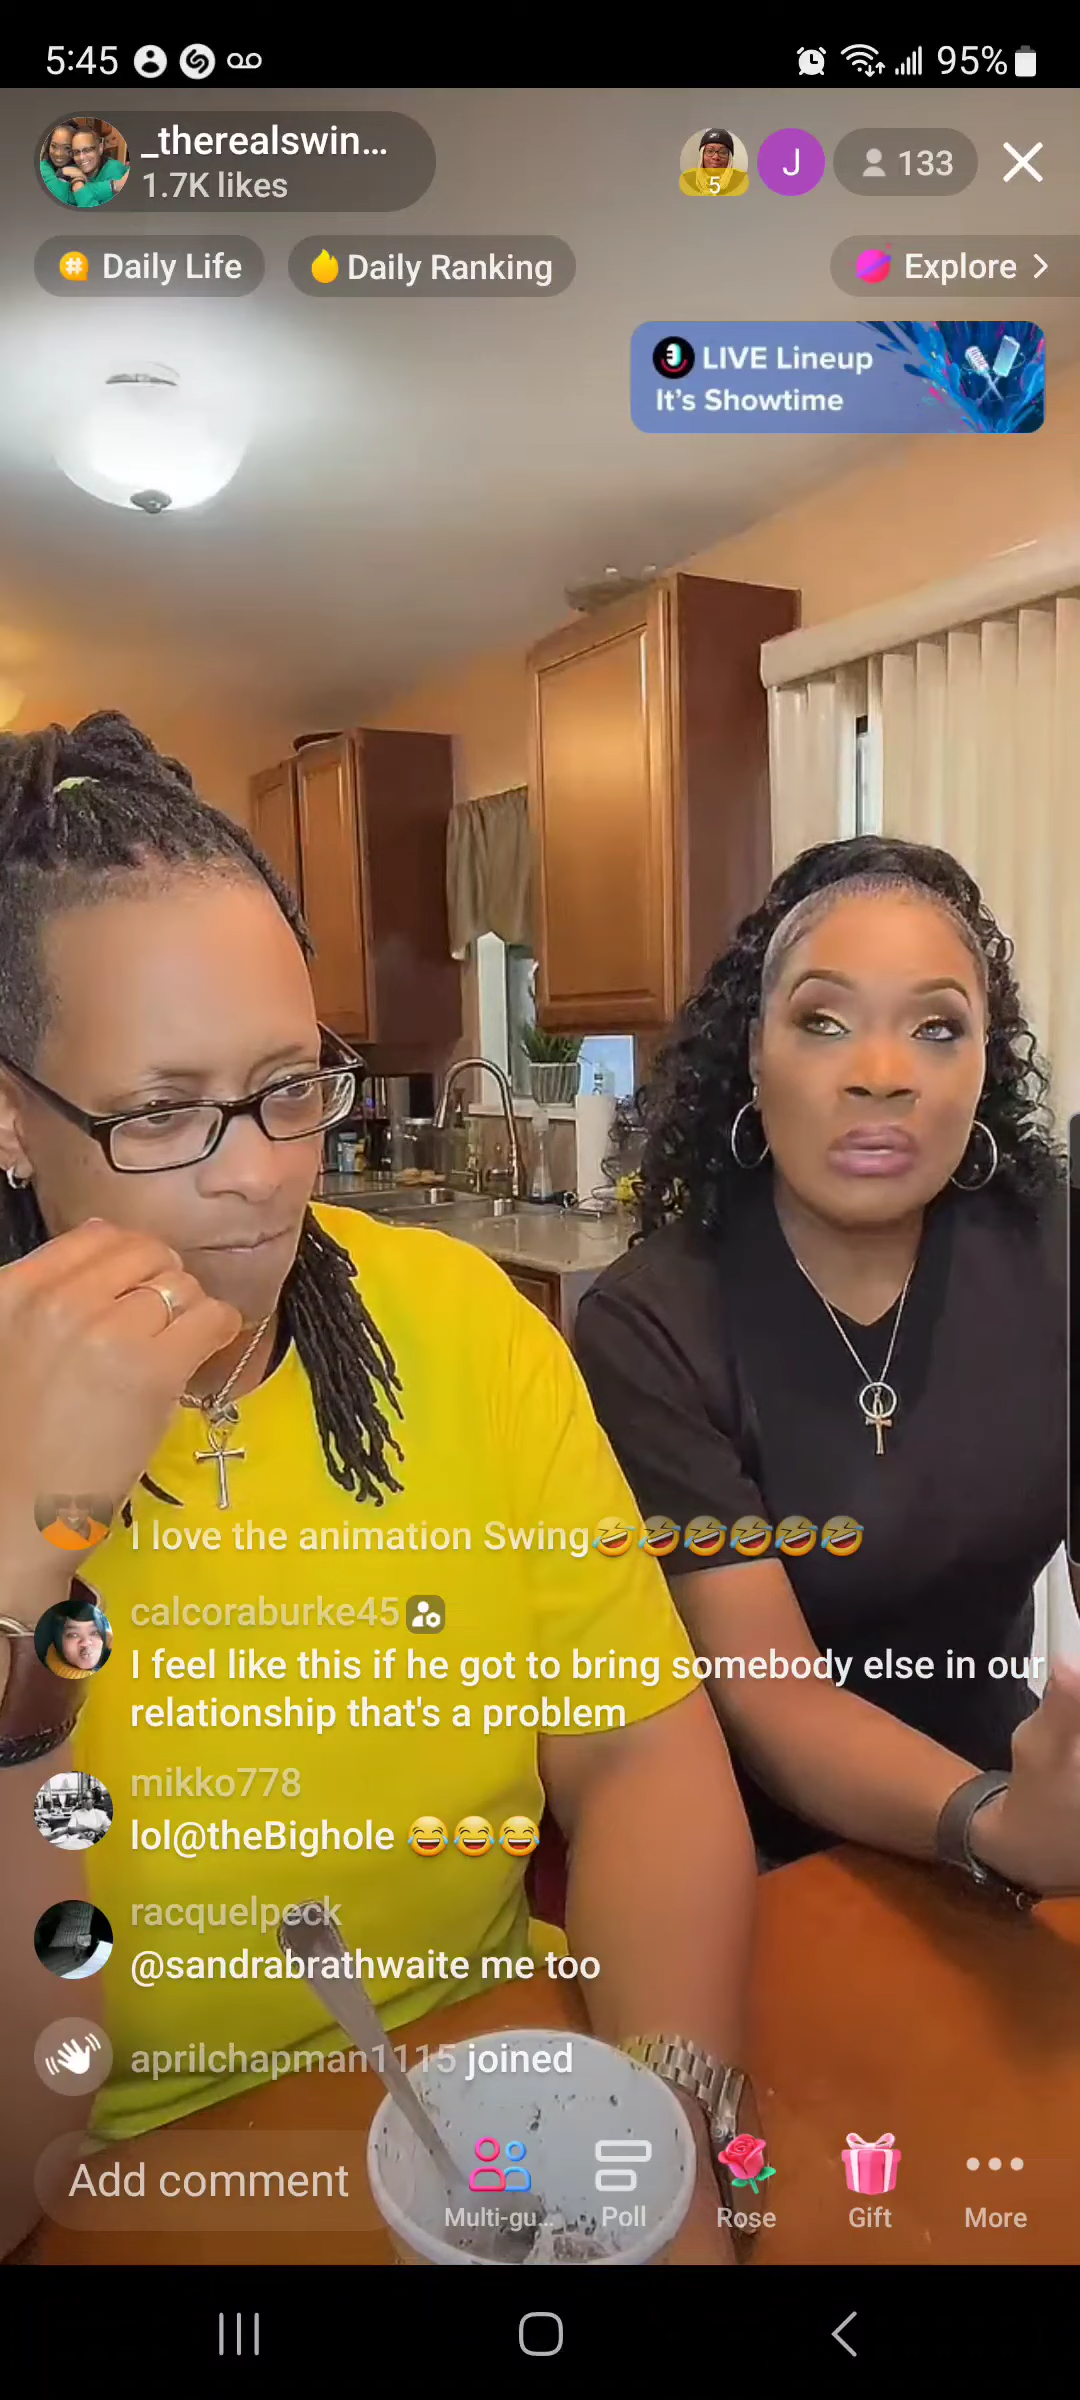 5:45
95%
_therealswin...
1.7K likes
5
J
133
Daily Life
Daily Ranking
Explore
LIVE Lineup
It's Showtime
I love the animation Swing🤣🤣🤣🤣🤣🤣
calcoraburke45
I feel like this if he got to bring somebody else in our
relationship that's a problem
mikko778
lol@theBighole 😂😂😂
racquelpeck
@sandrabrathwaite me too
aprilchapman1115 joined
Add comment
Multi-gu...
Poll
Rose
Gift
More